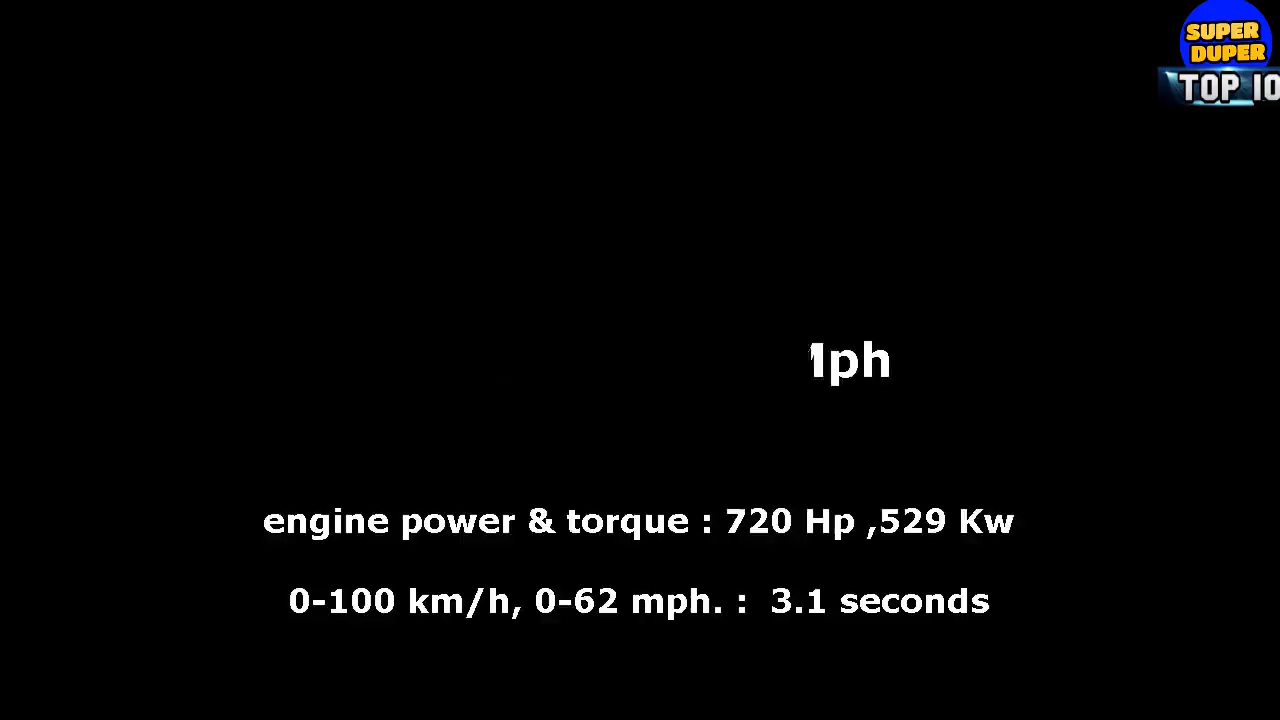 SUPER
DUPER
TOP 10
Mph
engine power & torque : 720 Hp ,529 Kw
0-100 km/h, 0-62 mph. : 3.1 seconds